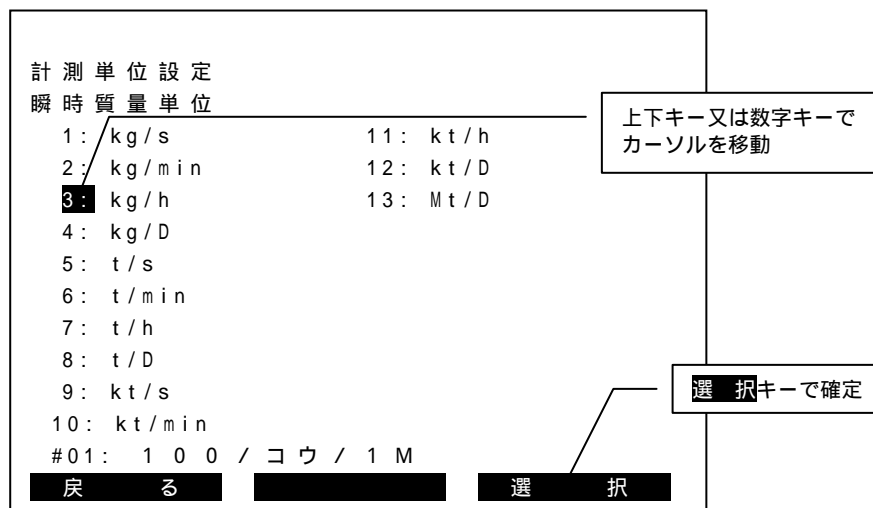 計測単位設定
瞬時質量単位
1: kg/s
2: kg/min
3: kg/h
4: kg/D
5: t/s
6: t/min
7: t/h
8: t/D
9: kt/s
10: kt/min
11: kt/h
12: kt/D
13: Mt/D
#01: 100/コウ/1M
戻る
選択
上下キー又は数字キーで
カーソルを移動
選択キーで確定